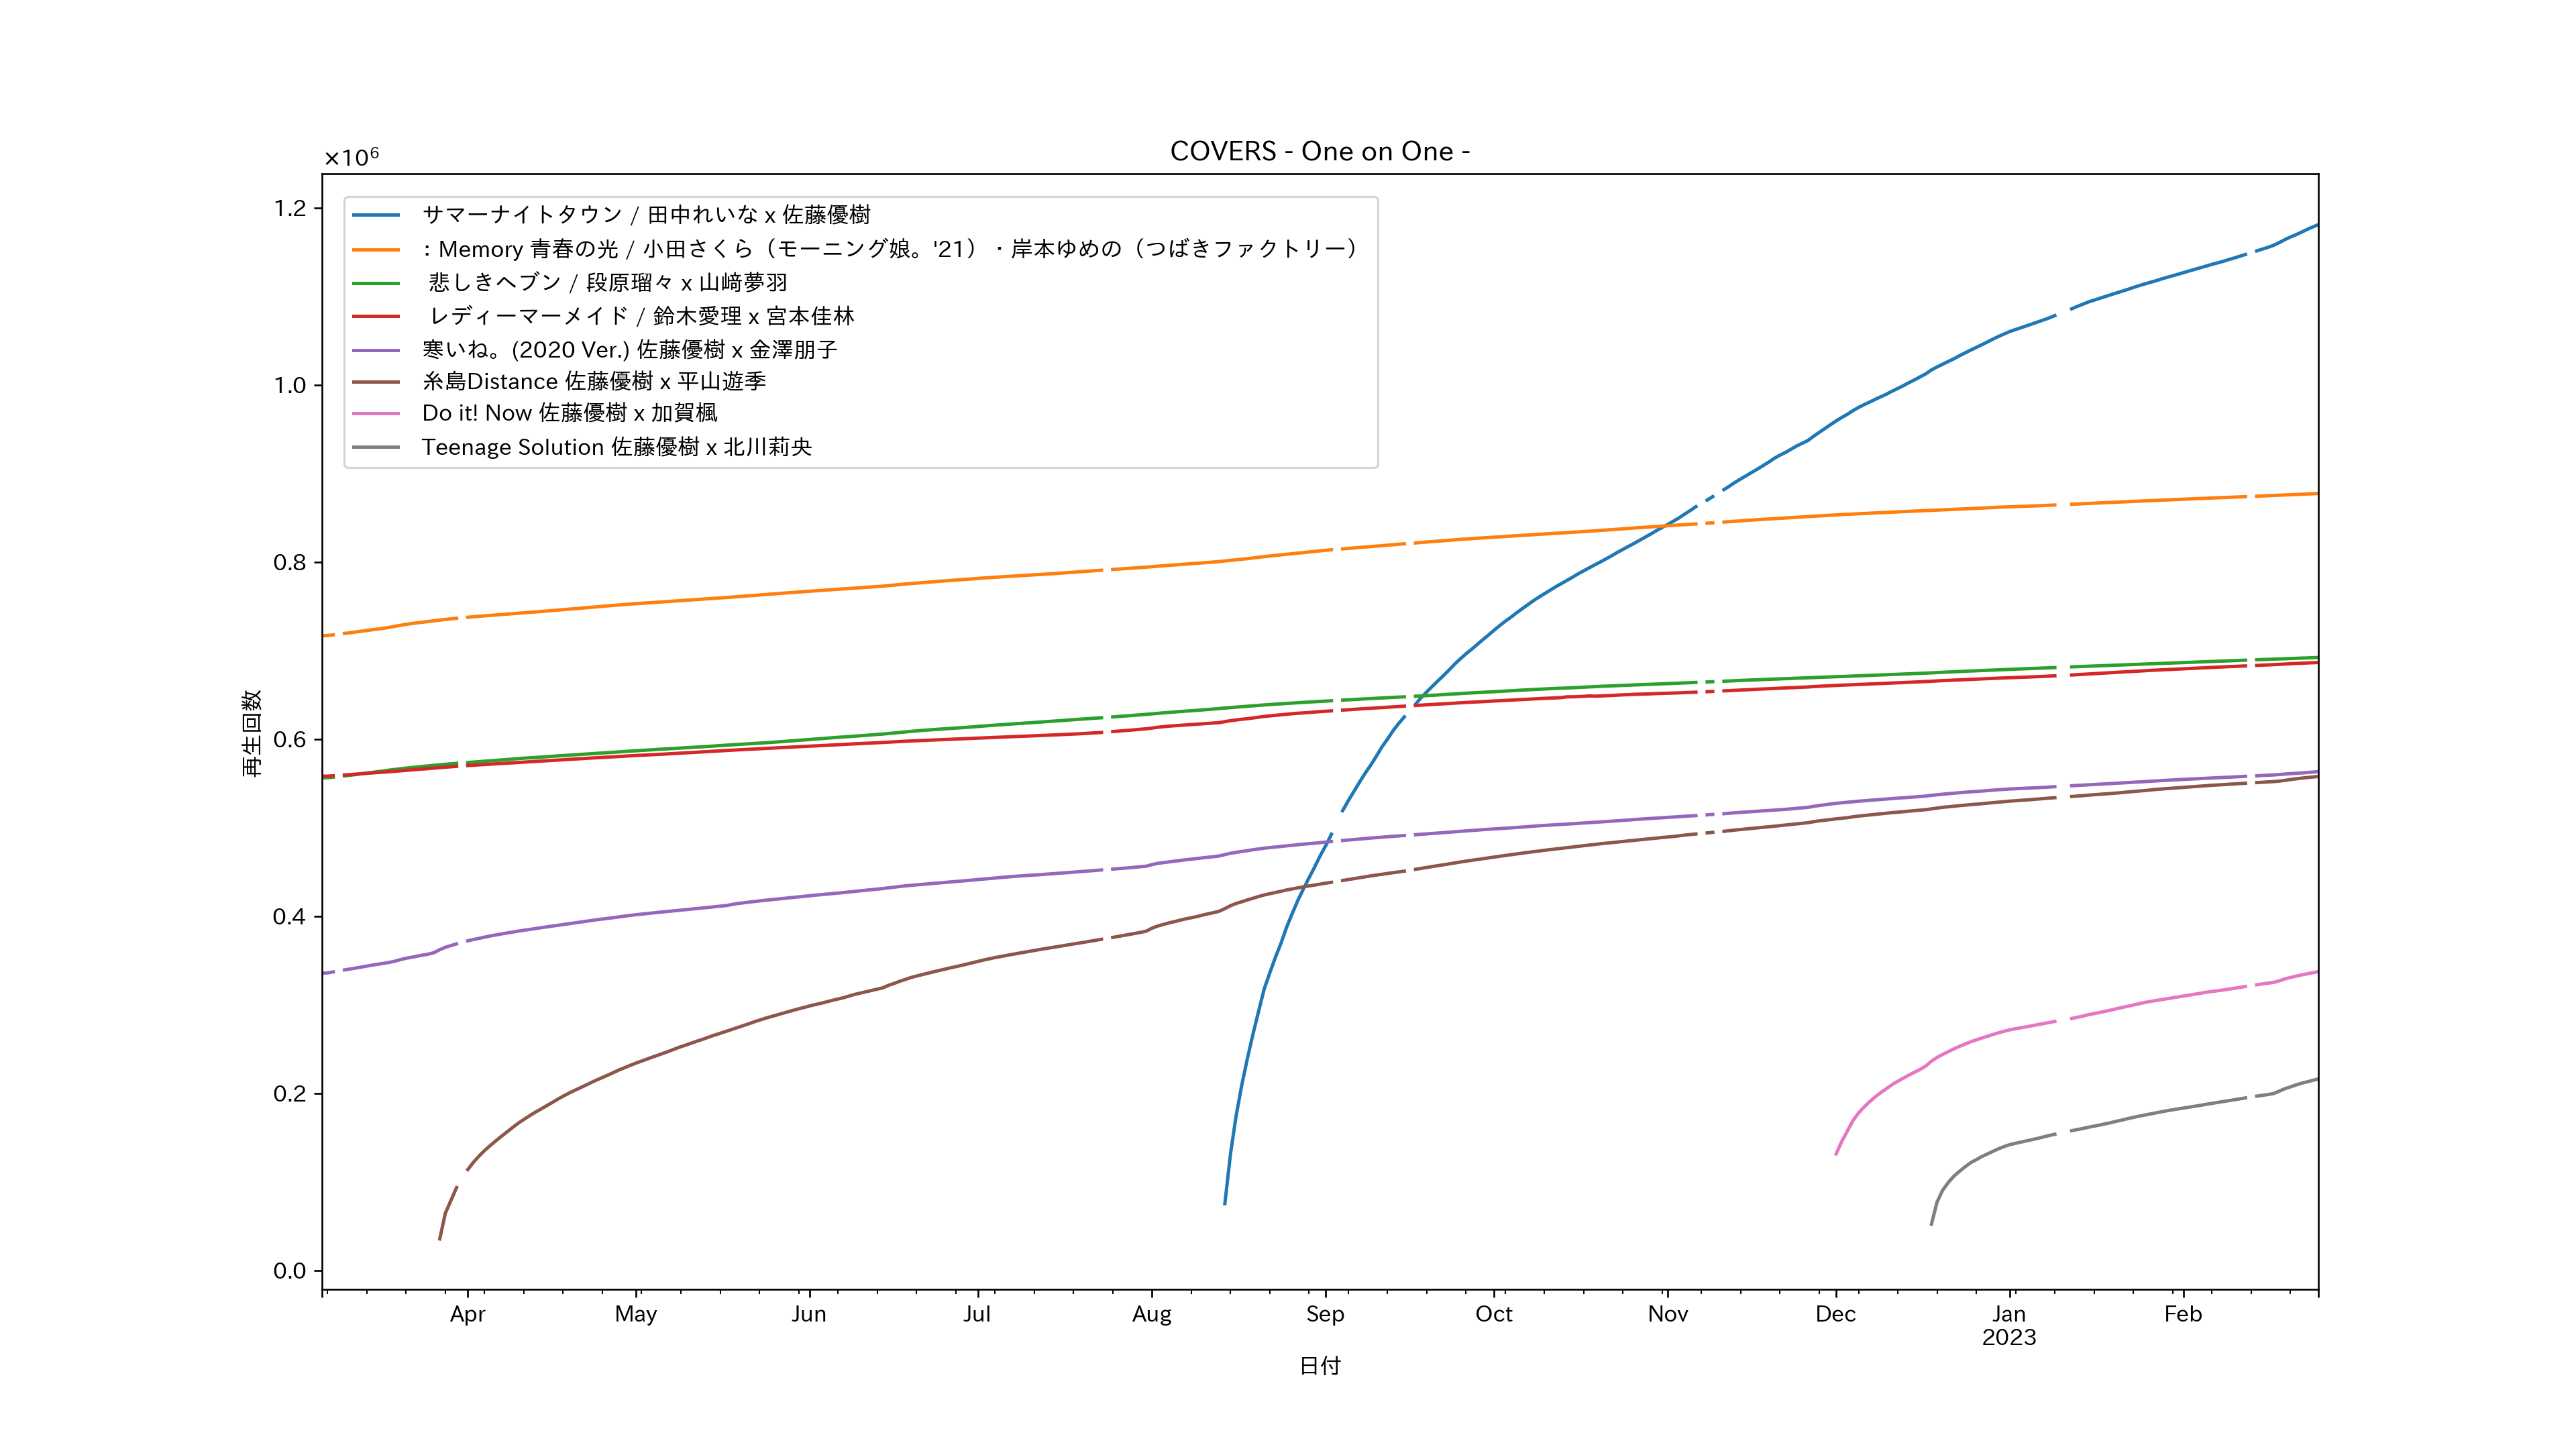 COVERS - One on One -
×10⁶
1.2
1.0
0.8
0.6
0.4
0.2
0.0
再生回数
サマーナイトタウン / 田中れいな x 佐藤優樹
: Memory 青春の光 / 小田さくら（モーニング娘。'21）・岸本ゆめの（つばきファクトリー）
悲しきヘブン / 段原瑠々 x 山﨑夢羽
レディーマーメイド / 鈴木愛理 x 宮本佳林
寒いね。(2020 Ver.) 佐藤優樹 x 金澤朋子
糸島Distance 佐藤優樹 x 平山遊季
Do it! Now 佐藤優樹 x 加賀楓
Teenage Solution 佐藤優樹 x 北川莉央
Apr May Jun Jul Aug Sep Oct Nov Dec Jan Feb
2023
日付